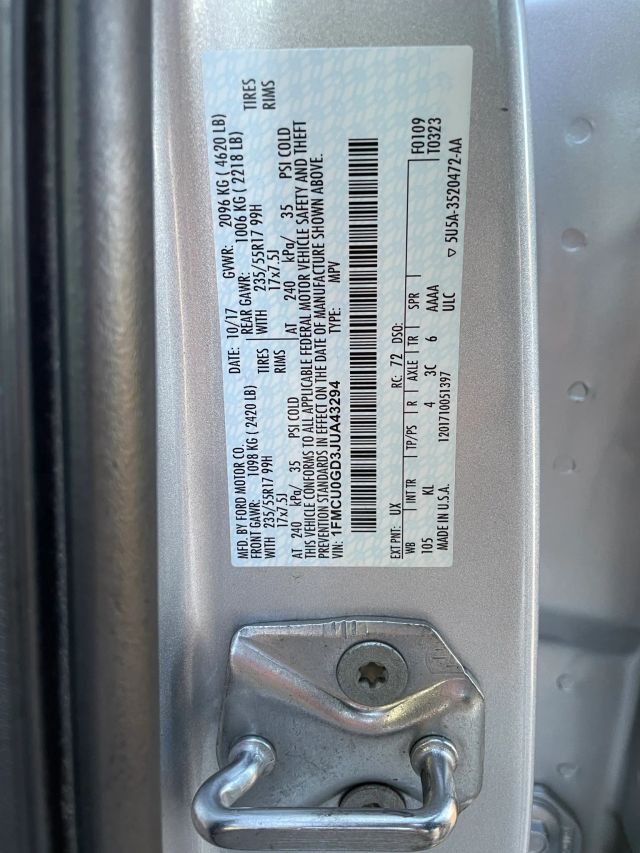 MFD. BY FORD MOTOR CO. DATE: 10/17 GVWR: 2096 KG ( 4620 LB)
FRONT GAWR: 1098 KG ( 2420 LB) REAR GAWR: 1006 KG ( 2218 LB)
WITH 235/55R17 99H TIRES WITH 235/55R17 99H TIRES
17x7.5J RIMS 17x7.5J RIMS
AT 240 kPa/ 35 PSI COLD AT 240 kPa/ 35 PSI COLD
THIS VEHICLE CONFORMS TO ALL APPLICABLE FEDERAL MOTOR VEHICLE SAFETY AND THEFT
PREVENTION STANDARDS IN EFFECT ON THE DATE OF MANUFACTURE SHOWN ABOVE.
VIN: 1FMCU0GD3JUA43294 TYPE: MPV
EXT PNT: UX RC: 72 DSO: F0109
WB INT TR TP/PS R AXLE TR SPR T0323
105 KL 4 3C 6 AAAA
MADE IN U.S.A. 1201710051397 ULC ▽ 5U5A-3520472-AA